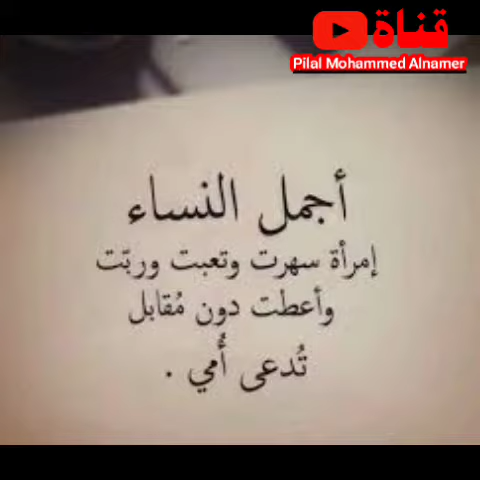 قناة
Pilal Mohammed Alnamer
أجمل النساء
إمرأة سهرت وتعبت وربّت
وأعطت دون مُقابل
تُدعى أُمي .